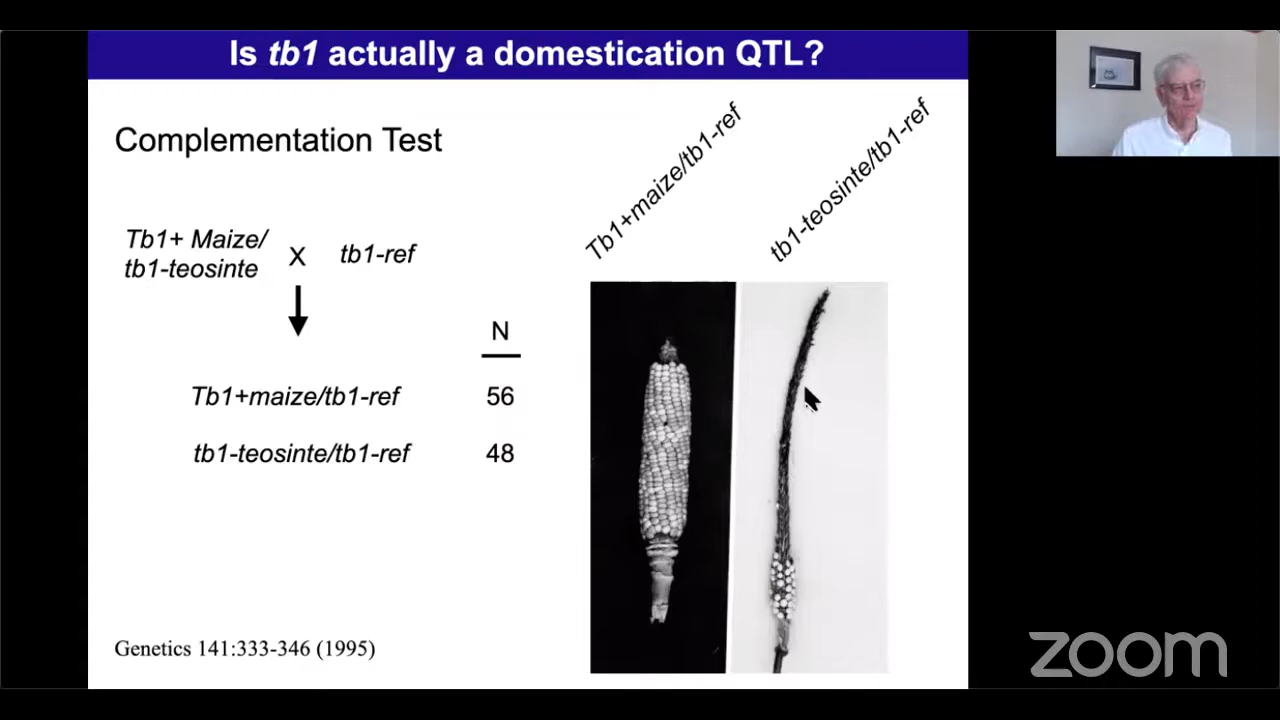 Is tb1 actually a domestication QTL?
Complementation Test
Tb1+ Maize/
tb1-teosinte
X
tb1-ref
N
Tb1+maize/tb1-ref
56
tb1-teosinte/tb1-ref
48
Tb1+maize/tb1-ref
tb1-teosinte/tb1-ref
Genetics 141:333-346 (1995)
zoom